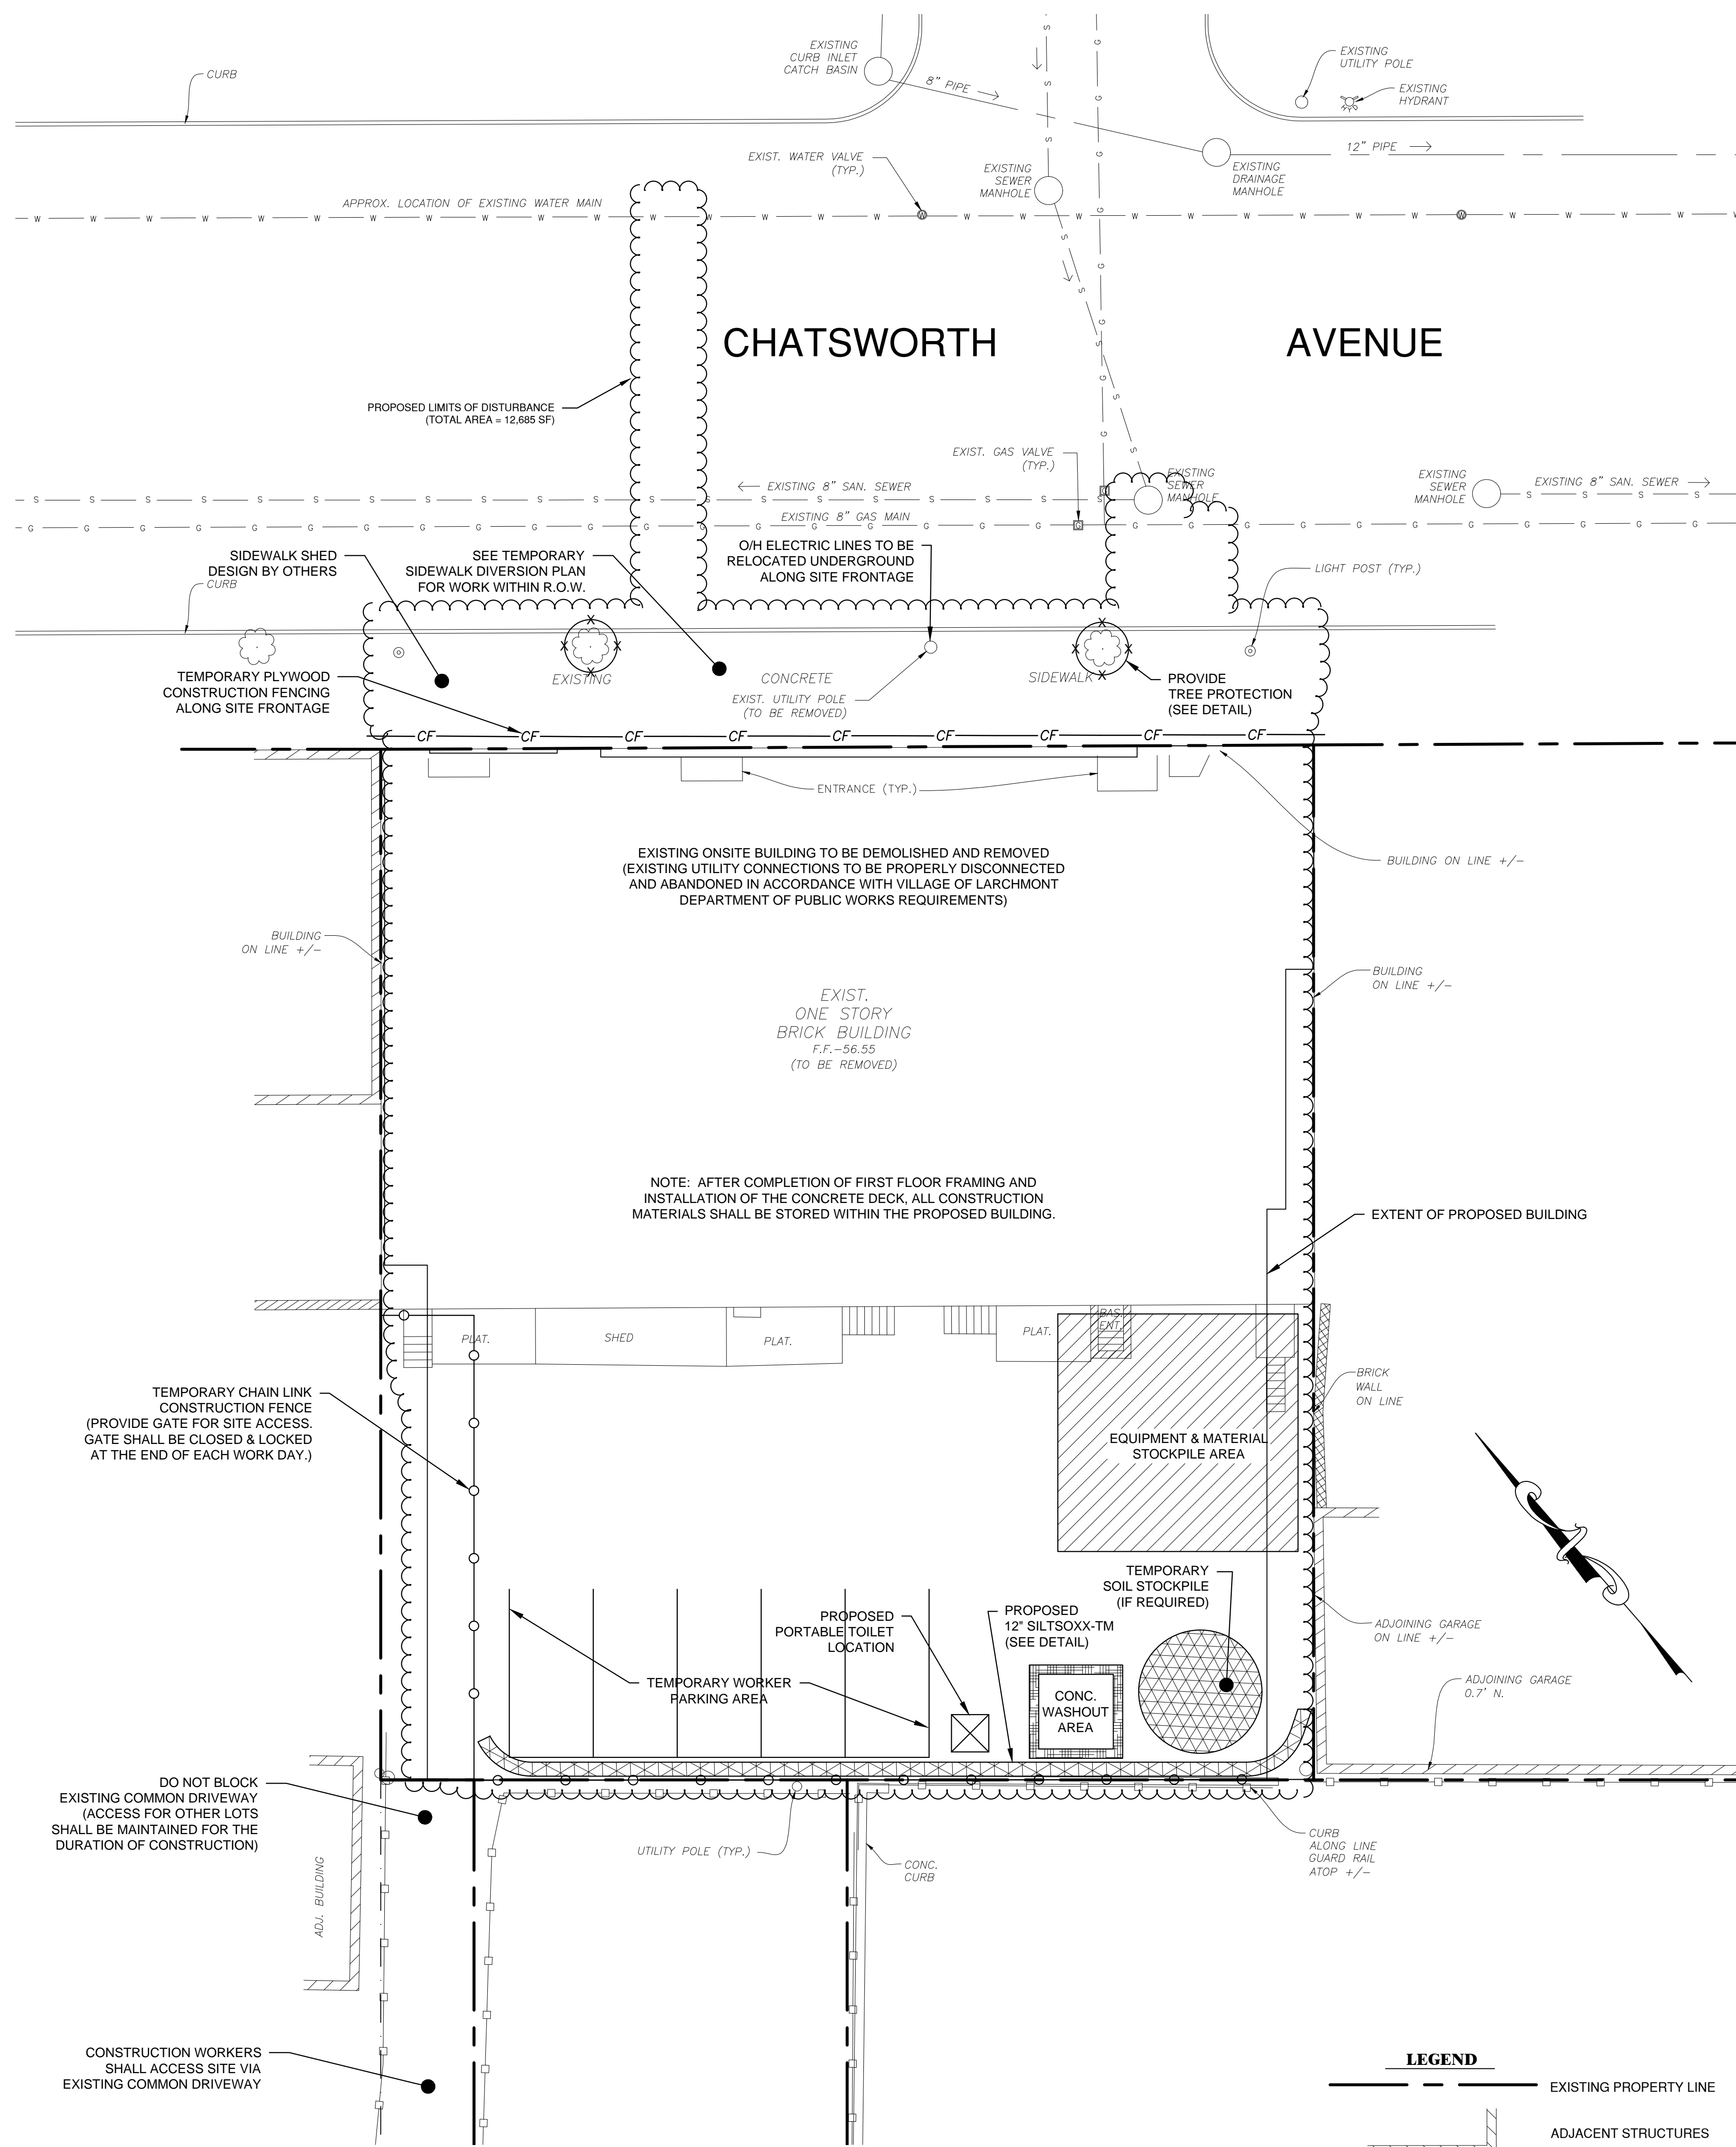 EXISTING
CURB INLET
CATCH BASIN
CURB
8" PIPE
S
G
EXISTING
UTILITY POLE
EXISTING
HYDRANT
12" PIPE
EXIST. WATER VALVE
(TYP.)
EXISTING
SEWER
MANHOLE
EXISTING
DRAINAGE
MANHOLE
APPROX. LOCATION OF EXISTING WATER MAIN
W W W W W W W W W W W W W W W W W W W W W W W W W W W W W W
CHATSWORTH AVENUE
PROPOSED LIMITS OF DISTURBANCE
(TOTAL AREA = 12,685 SF)
EXIST. GAS VALVE
(TYP.)
EXISTING
SEWER
MANHOLE
EXISTING
SEWER
MANHOLE
EXISTING 8" SAN. SEWER
EXISTING 8" SAN. SEWER
EXISTING 8" GAS MAIN
SIDEWALK SHED
DESIGN BY OTHERS
CURB
SEE TEMPORARY
SIDEWALK DIVERSION PLAN
FOR WORK WITHIN R.O.W.
O/H ELECTRIC LINES TO BE
RELOCATED UNDERGROUND
ALONG SITE FRONTAGE
LIGHT POST (TYP.)
TEMPORARY PLYWOOD
CONSTRUCTION FENCING
ALONG SITE FRONTAGE
EXISTING CONCRETE SIDEWALK
EXIST. UTILITY POLE
(TO BE REMOVED)
PROVIDE
TREE PROTECTION
(SEE DETAIL)
CF CF CF CF CF CF CF CF CF
ENTRANCE (TYP.)
EXISTING ONSITE BUILDING TO BE DEMOLISHED AND REMOVED
(EXISTING UTILITY CONNECTIONS TO BE PROPERLY DISCONNECTED
AND ABANDONED IN ACCORDANCE WITH VILLAGE OF LARCHMONT
DEPARTMENT OF PUBLIC WORKS REQUIREMENTS)
BUILDING ON LINE +/-
BUILDING
ON LINE +/-
BUILDING
ON LINE +/-
EXIST.
ONE STORY
BRICK BUILDING
F.F.-56.55
(TO BE REMOVED)
NOTE: AFTER COMPLETION OF FIRST FLOOR FRAMING AND
INSTALLATION OF THE CONCRETE DECK, ALL CONSTRUCTION
MATERIALS SHALL BE STORED WITHIN THE PROPOSED BUILDING.
EXTENT OF PROPOSED BUILDING
PLAT.
SHED
PLAT.
PLAT.
BAS.
ENT.
TEMPORARY CHAIN LINK
CONSTRUCTION FENCE
(PROVIDE GATE FOR SITE ACCESS.
GATE SHALL BE CLOSED & LOCKED
AT THE END OF EACH WORK DAY.)
BRICK
WALL
ON LINE
EQUIPMENT & MATERIAL
STOCKPILE AREA
TEMPORARY
SOIL STOCKPILE
(IF REQUIRED)
PROPOSED
PORTABLE TOILET
LOCATION
PROPOSED
12" SILTSOXX-TM
(SEE DETAIL)
ADJOINING GARAGE
ON LINE +/-
TEMPORARY WORKER
PARKING AREA
CONC.
WASHOUT
AREA
ADJOINING GARAGE
0.7' N.
DO NOT BLOCK
EXISTING COMMON DRIVEWAY
(ACCESS FOR OTHER LOTS
SHALL BE MAINTAINED FOR THE
DURATION OF CONSTRUCTION)
UTILITY POLE (TYP.)
CONC.
CURB
CURB
ALONG LINE
GUARD RAIL
ATOP +/-
ADJ. BUILDING
CONSTRUCTION WORKERS
SHALL ACCESS SITE VIA
EXISTING COMMON DRIVEWAY
LEGEND
EXISTING PROPERTY LINE
ADJACENT STRUCTURES